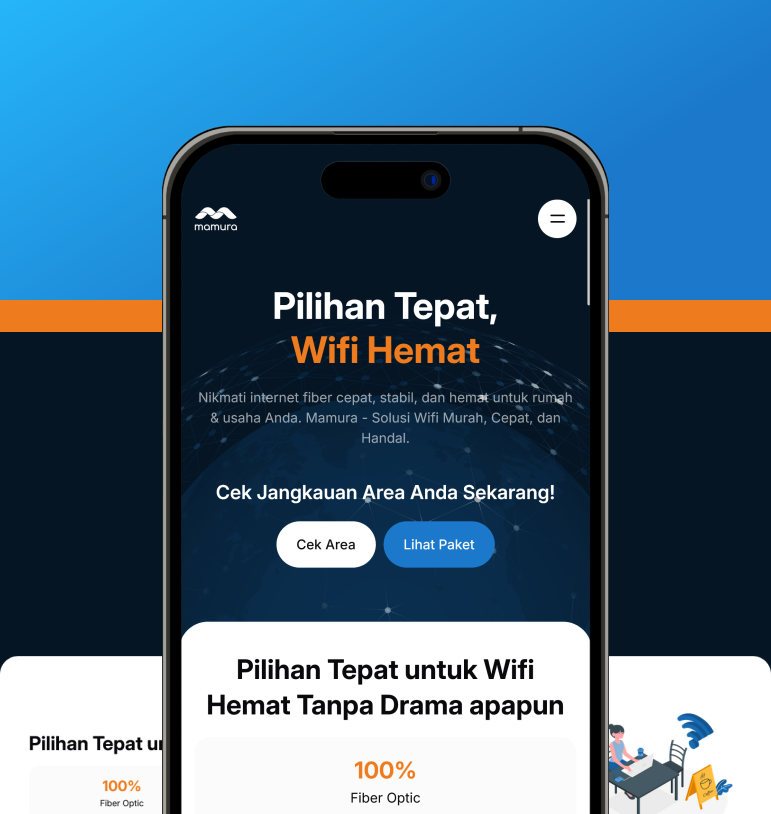 mamura
Pilihan Tepat,
Wifi Hemat
Nikmati internet fiber cepat, stabil, dan hemat untuk rumah
& usaha Anda. Mamura - Solusi Wifi Murah, Cepat, dan
Handal.
Cek Jangkauan Area Anda Sekarang!
Cek Area
Lihat Paket
Pilihan Tepat untuk Wifi
Hemat Tanpa Drama apapun
100%
Fiber Optic
Pilihan Tepat
100%
Fiber Optic